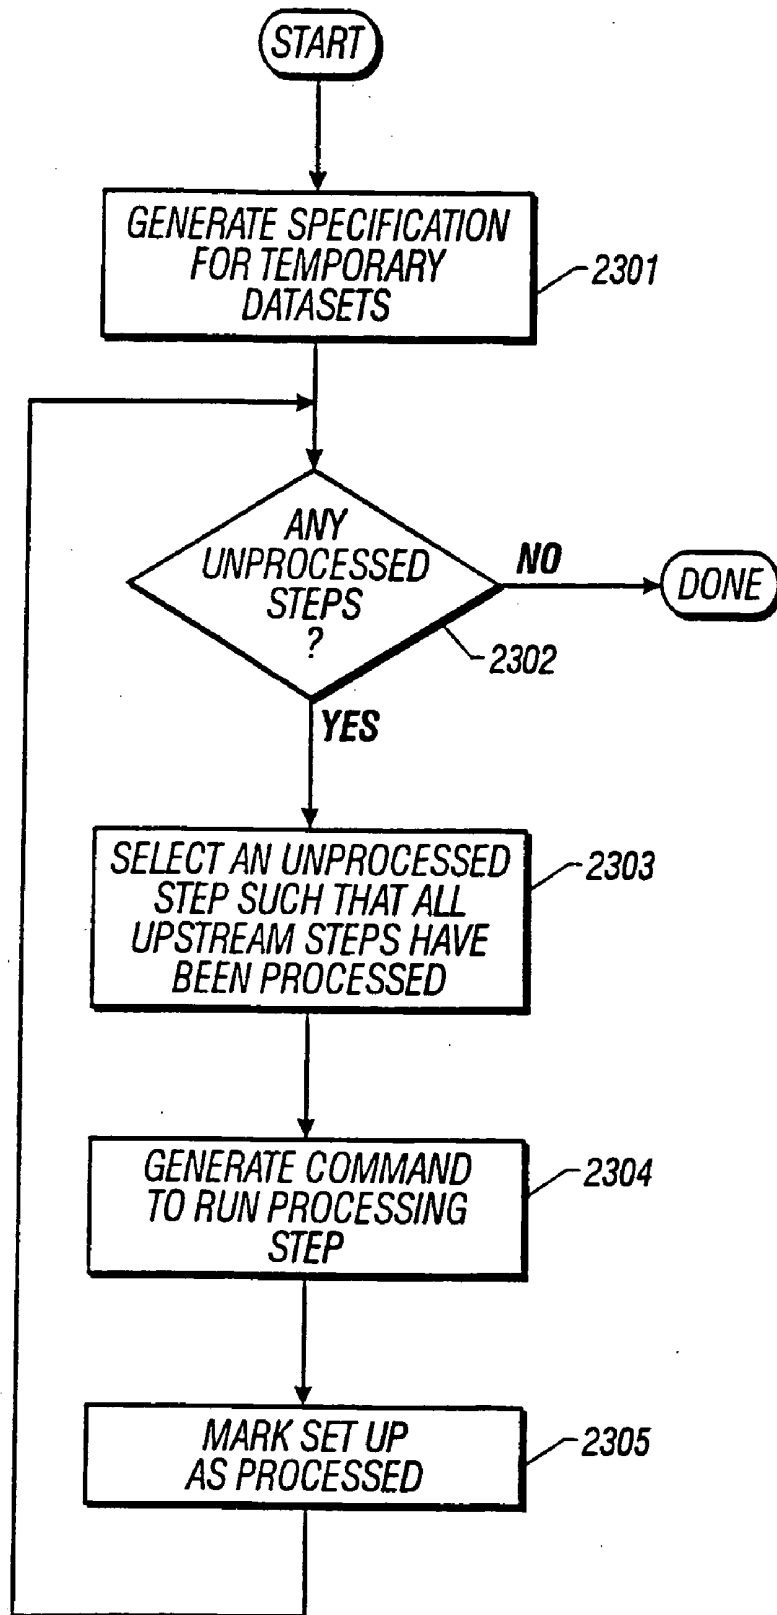 START
GENERATE SPECIFICATION
FOR TEMPORARY
DATASETS
2301
ANY
UNPROCESSED
STEPS
?
NO
DONE
2302
YES
SELECT AN UNPROCESSED
STEP SUCH THAT ALL
UPSTREAM STEPS HAVE
BEEN PROCESSED
2303
GENERATE COMMAND
TO RUN PROCESSING
STEP
2304
MARK SET UP
AS PROCESSED
2305